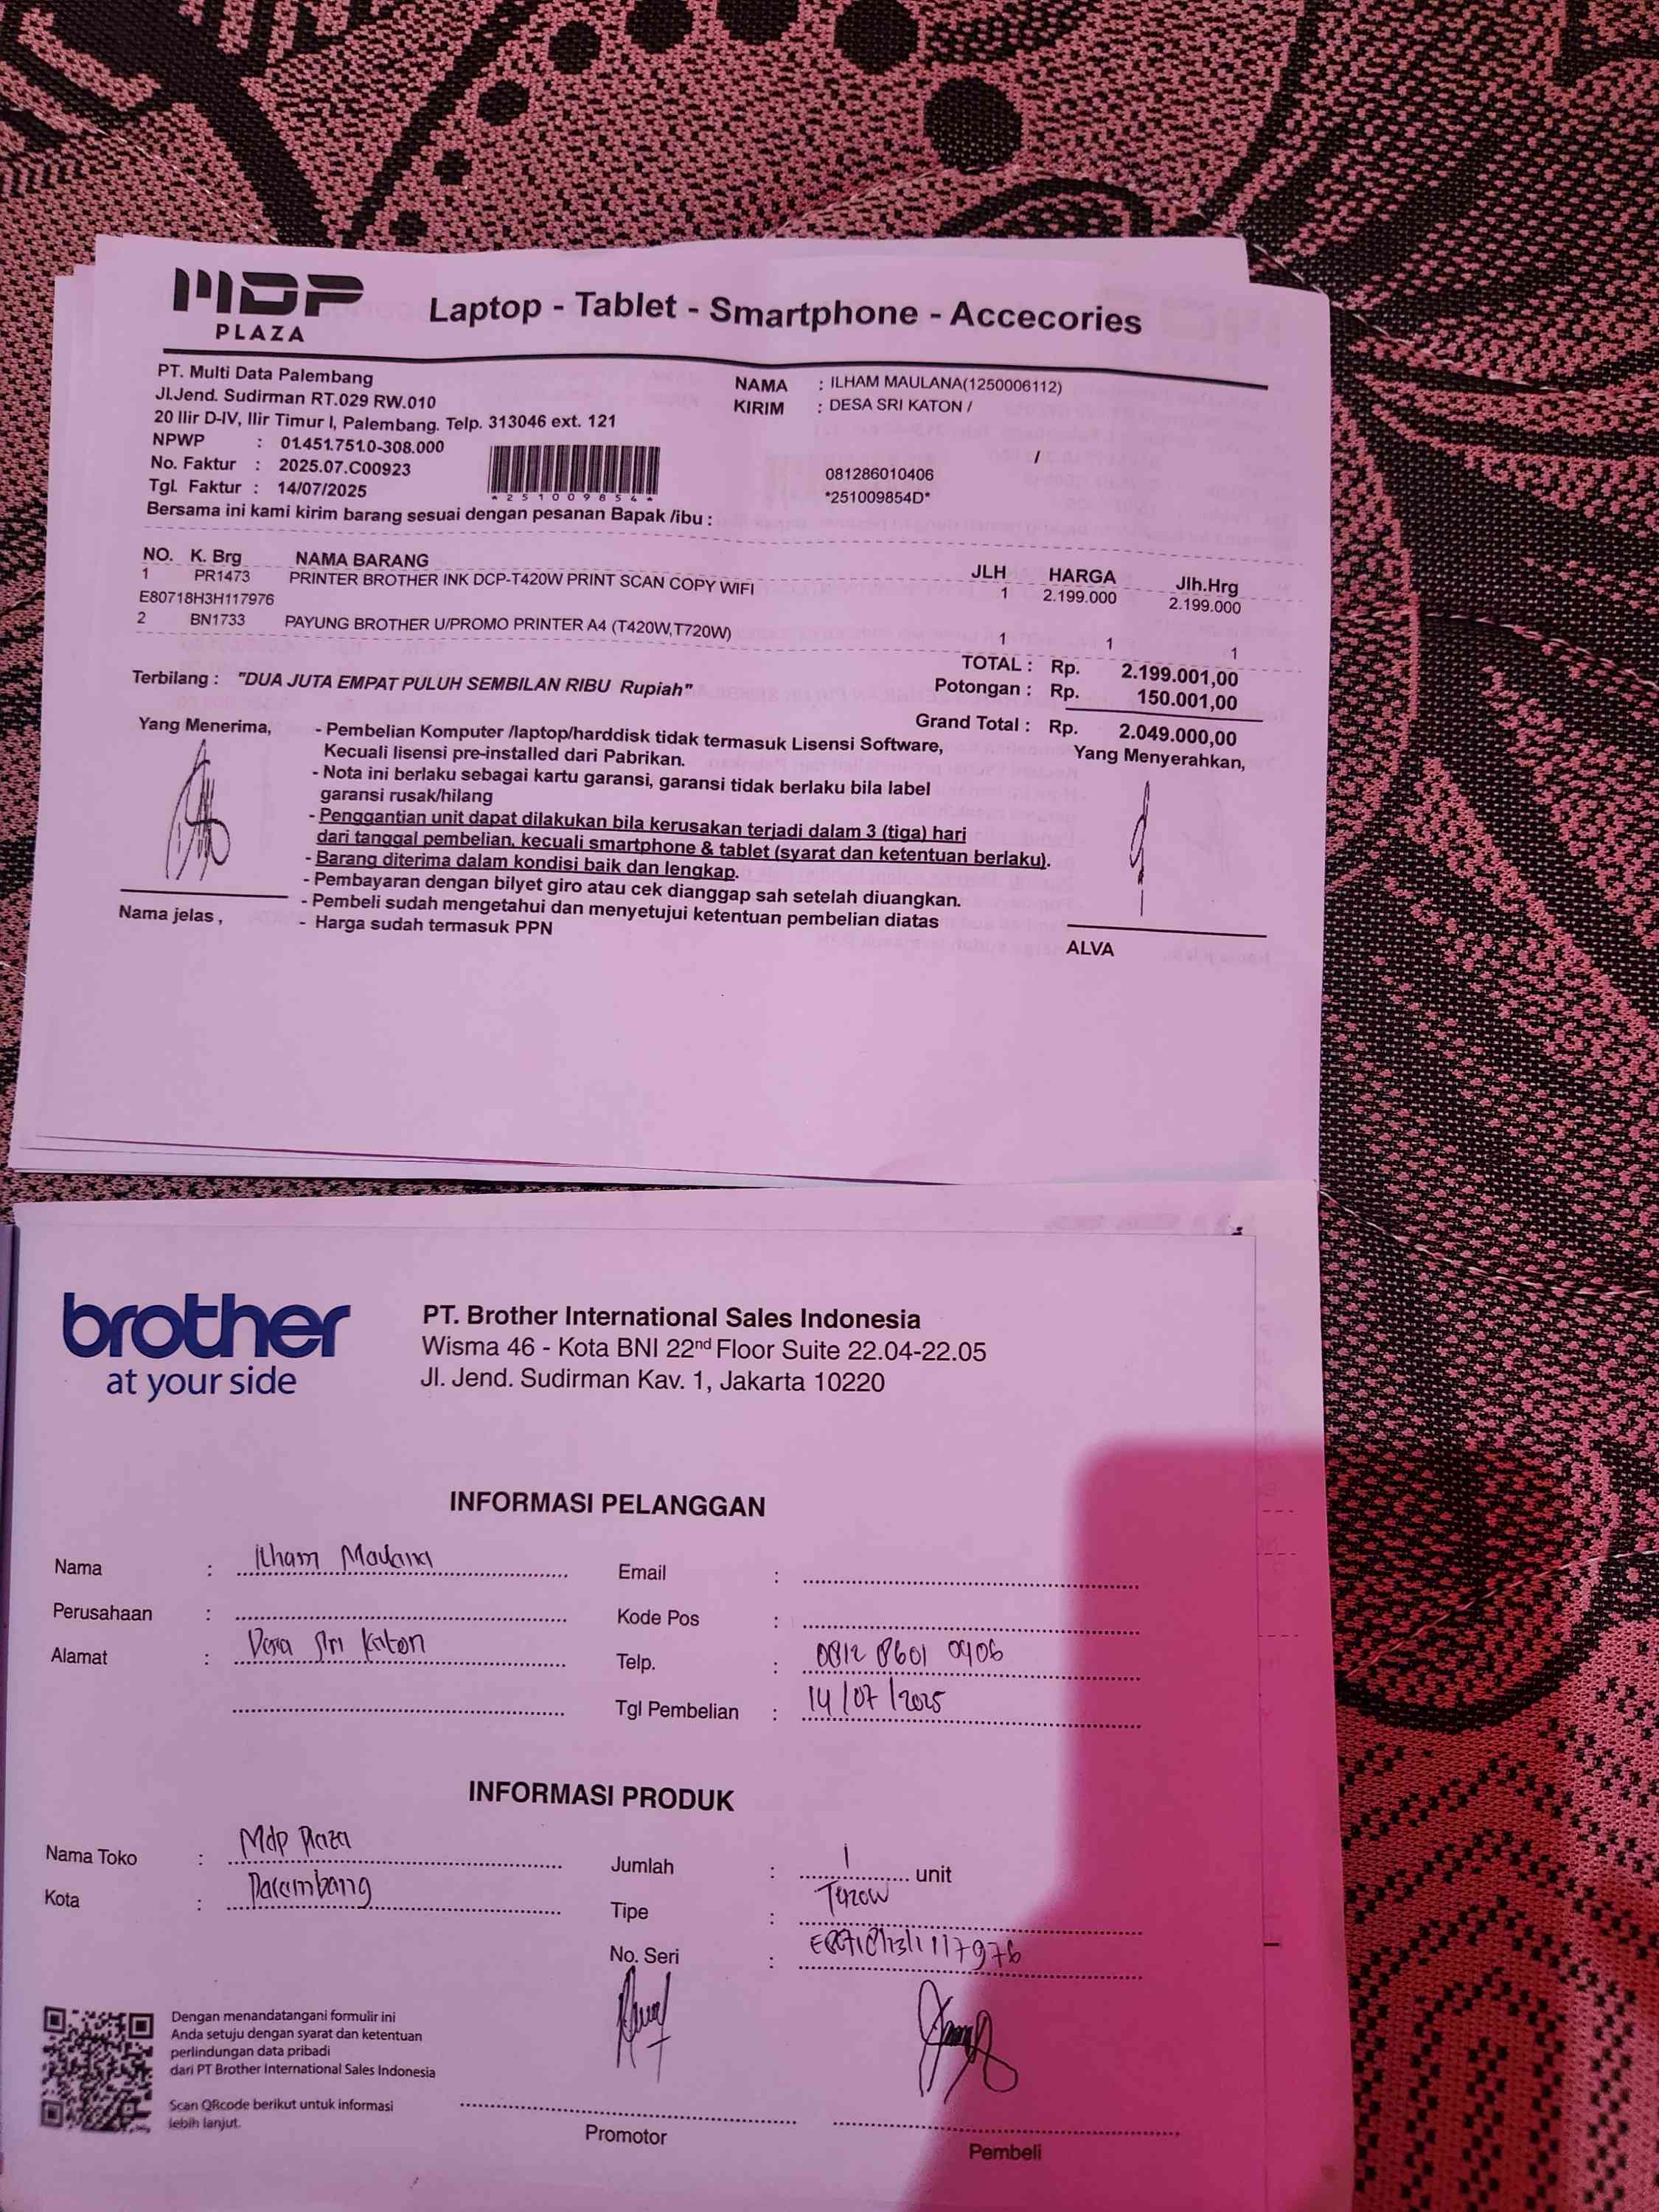 MDP
PLAZA
Laptop - Tablet - Smartphone - Accecories
PT. Multi Data Palembang
Jl.Jend. Sudirman RT.029 RW.010
20 Ilir D-IV, Ilir Timur I, Palembang. Telp. 313046 ext. 121
NPWP : 01.451.751.0-308.000
No. Faktur : 2025.07.C00923
Tgl. Faktur : 14/07/2025
*251009854*
NAMA : ILHAM MAULANA(1250006112)
KIRIM : DESA SRI KATON /
/
081286010406
*251009854D*
Bersama ini kami kirim barang sesuai dengan pesanan Bapak /ibu :
NO. K. Brg NAMA BARANG JLH HARGA Jlh.Hrg
1 PR1473 PRINTER BROTHER INK DCP-T420W PRINT SCAN COPY WIFI 1 2.199.000 2.199.000
E80718H3H117976
2 BN1733 PAYUNG BROTHER U/PROMO PRINTER A4 (T420W,T720W) 1 1 1
TOTAL : Rp. 2.199.001,00
Terbilang : "DUA JUTA EMPAT PULUH SEMBILAN RIBU Rupiah"
Potongan : Rp. 150.001,00
Grand Total : Rp. 2.049.000,00
Yang Menerima,
- Pembelian Komputer /laptop/harddisk tidak termasuk Lisensi Software,
Kecuali lisensi pre-installed dari Pabrikan.
- Nota ini berlaku sebagai kartu garansi, garansi tidak berlaku bila label
garansi rusak/hilang
- Penggantian unit dapat dilakukan bila kerusakan terjadi dalam 3 (tiga) hari
dari tanggal pembelian, kecuali smartphone & tablet (syarat dan ketentuan berlaku).
- Barang diterima dalam kondisi baik dan lengkap.
- Pembayaran dengan bilyet giro atau cek dianggap sah setelah diuangkan.
- Pembeli sudah mengetahui dan menyetujui ketentuan pembelian diatas
- Harga sudah termasuk PPN
Yang Menyerahkan,
Nama jelas ,
ALVA
brother
at your side
PT. Brother International Sales Indonesia
Wisma 46 - Kota BNI 22nd Floor Suite 22.04-22.05
Jl. Jend. Sudirman Kav. 1, Jakarta 10220
INFORMASI PELANGGAN
Nama : Ilham Maulana
Email :
Perusahaan :
Kode Pos :
Alamat : Desa Sri Katon
Telp. : 0812 8601 0406
Tgl Pembelian : 14/07/2025
INFORMASI PRODUK
Nama Toko : Mdp Plaza
Jumlah : 1 unit
Kota : Palembang
Tipe : T420W
No. Seri : E80718H3H117976
Dengan menandatangani formulir ini
Anda setuju dengan syarat dan ketentuan
perlindungan data pribadi
dari PT Brother International Sales Indonesia
Scan QRcode berikut untuk informasi
lebih lanjut.
Promotor
Pembeli